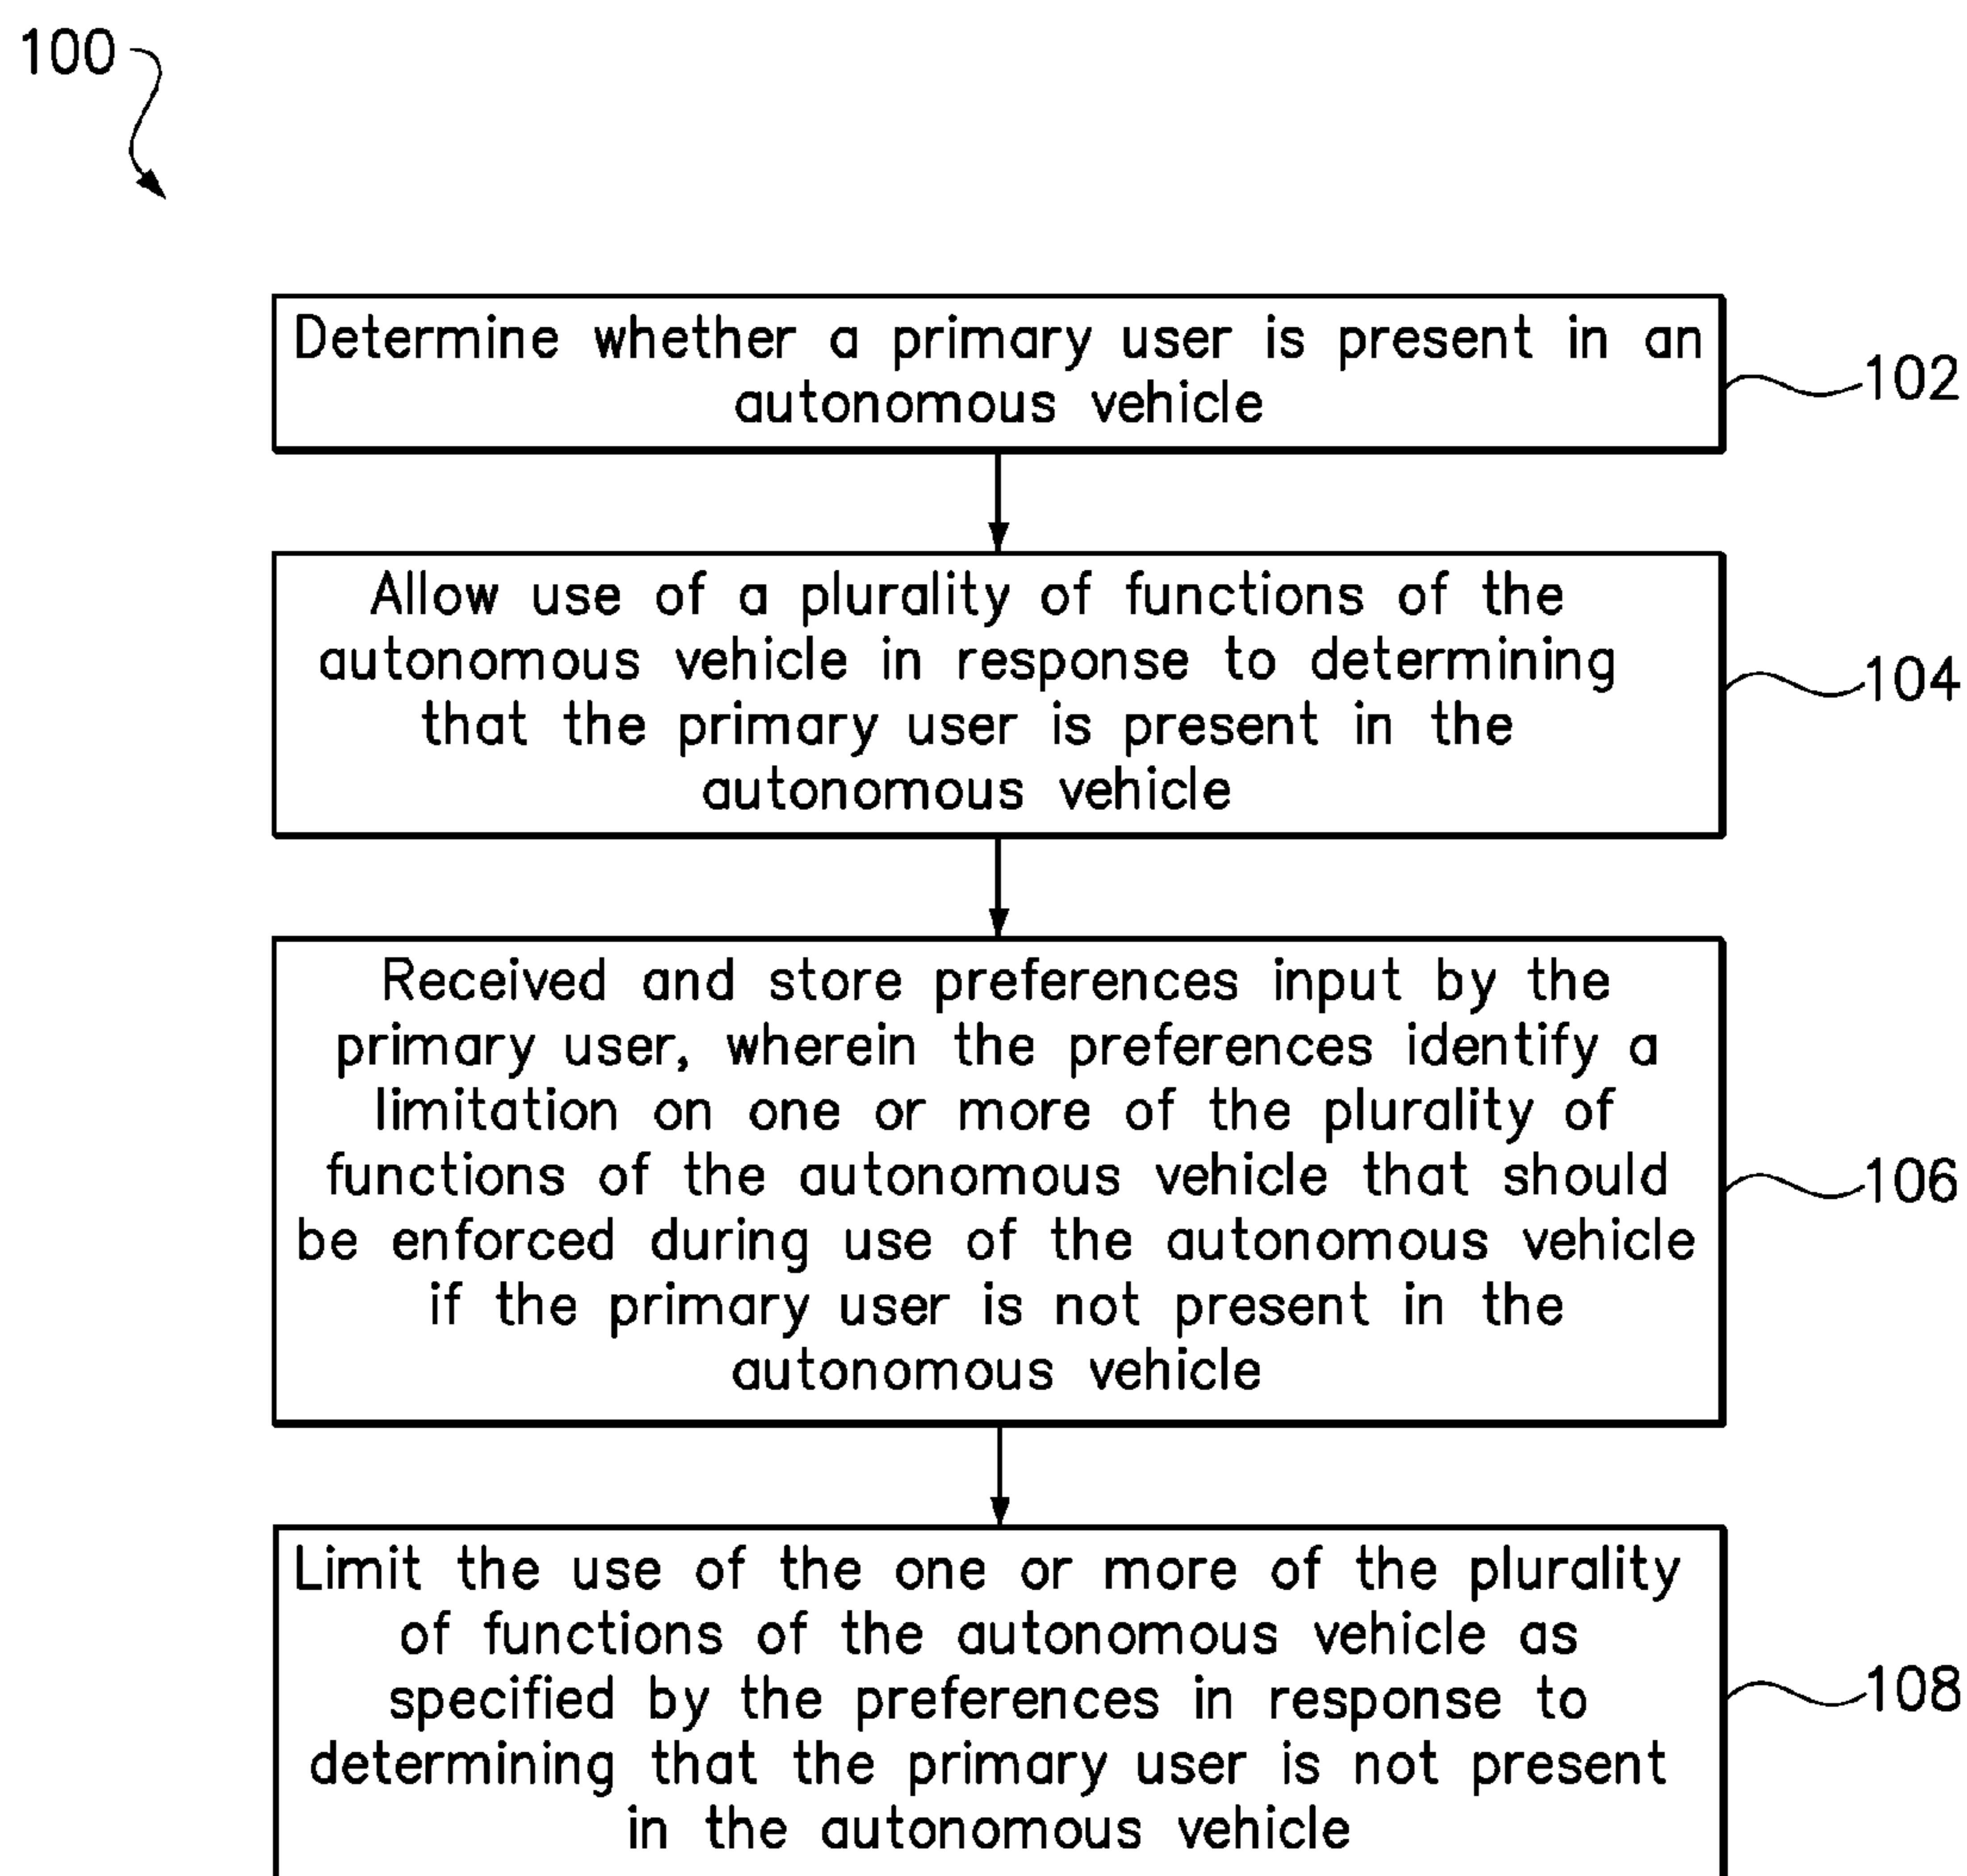 100
Determine whether a primary user is present in an
autonomous vehicle
102
Allow use of a plurality of functions of the
autonomous vehicle in response to determining
that the primary user is present in the
autonomous vehicle
104
Received and store preferences input by the
primary user, wherein the preferences identify a
limitation on one or more of the plurality of
functions of the autonomous vehicle that should
be enforced during use of the autonomous vehicle
if the primary user is not present in the
autonomous vehicle
106
Limit the use of the one or more of the plurality
of functions of the autonomous vehicle as
specified by the preferences in response to
determining that the primary user is not present
in the autonomous vehicle
108